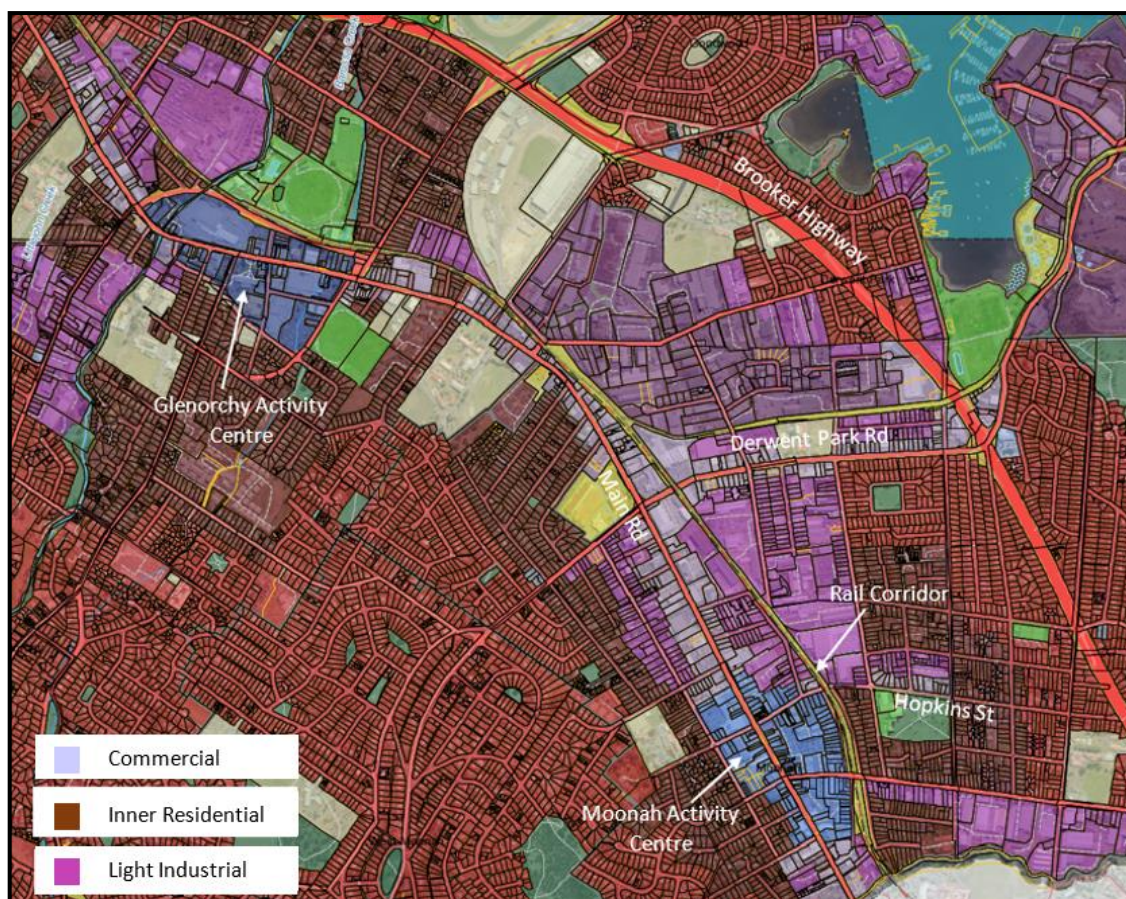 Brooker Highway
Glenorchy Activity
Centre
Derwent Park Rd
Main Rd
Rail Corridor
Hopkins St
Moonah Activity
Centre
Commercial
Inner Residential
Light Industrial